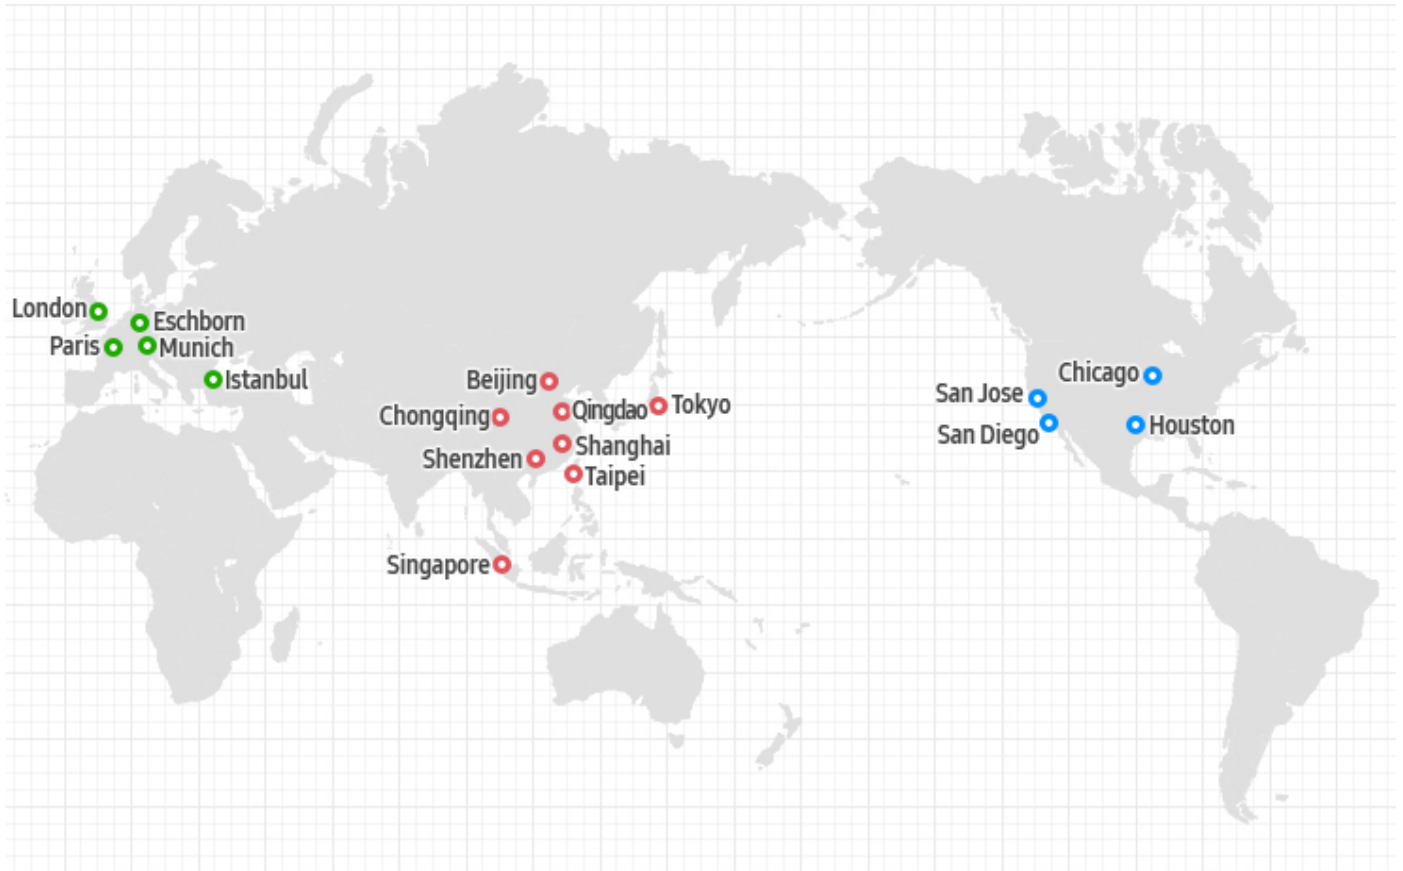 London
Eschborn
Paris
Munich
Istanbul
Beijing
Chongqing
Qingdao
Tokyo
Shenzhen
Shanghai
Taipei
Singapore
Chicago
San Jose
San Diego
Houston